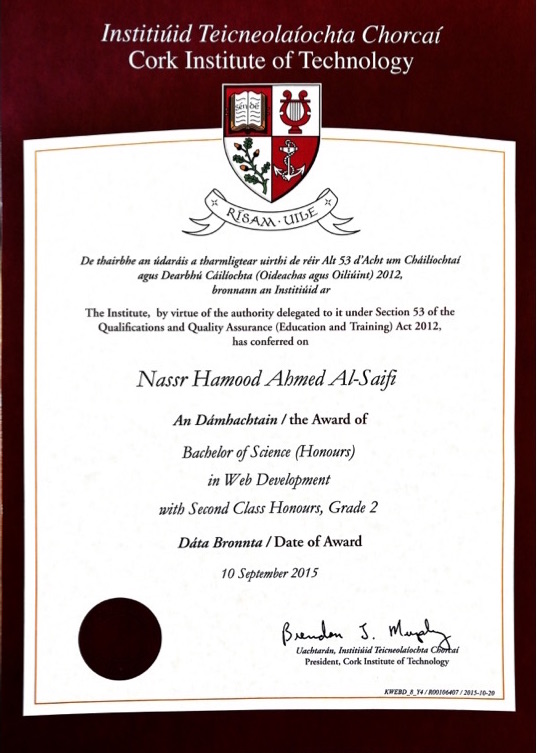 Institiúid Teicneolaíochta Chorcaí
Cork Institute of Technology
RÍSAM·UILE
De thairbhe an údaráis a tharmligtear uirthi de réir Alt 53 d'Acht um Cháilíochtaí
agus Dearbhú Cáilíochta (Oideachas agus Oiliúint) 2012,
bronnann an Institiúid ar
The Institute, by virtue of the authority delegated to it under Section 53 of the
Qualifications and Quality Assurance (Education and Training) Act 2012,
has conferred on
Nassr Hamood Ahmed Al-Saifi
An Dámhachtain / the Award of
Bachelor of Science (Honours)
in Web Development
with Second Class Honours, Grade 2
Dáta Bronnta / Date of Award
10 September 2015
Brendan J. Murphy
Uachtarán, Institiúid Teicneolaíochta Chorcaí
President, Cork Institute of Technology
KWEBD_8_Y4 / R00106407 / 2015-10-20